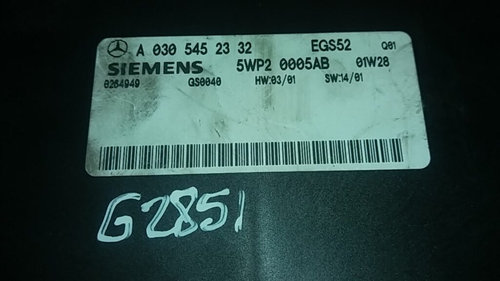 A 030 545 23 32 EGS52 Q01
SIEMENS 5WP2 0005AB 01W28
0264949 GS0040 HW:03/01 SW:14/01
G2851